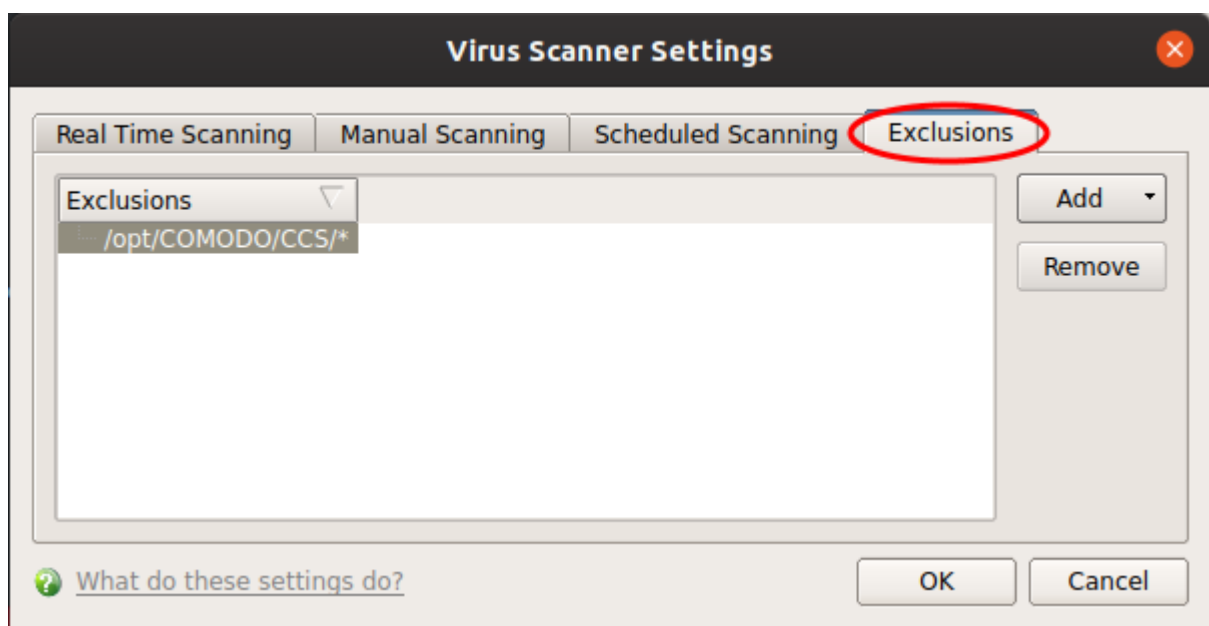 Virus Scanner Settings
Real Time Scanning Manual Scanning Scheduled Scanning Exclusions
Exclusions
/opt/COMODO/CCS/*
Add
Remove
What do these settings do?
OK Cancel